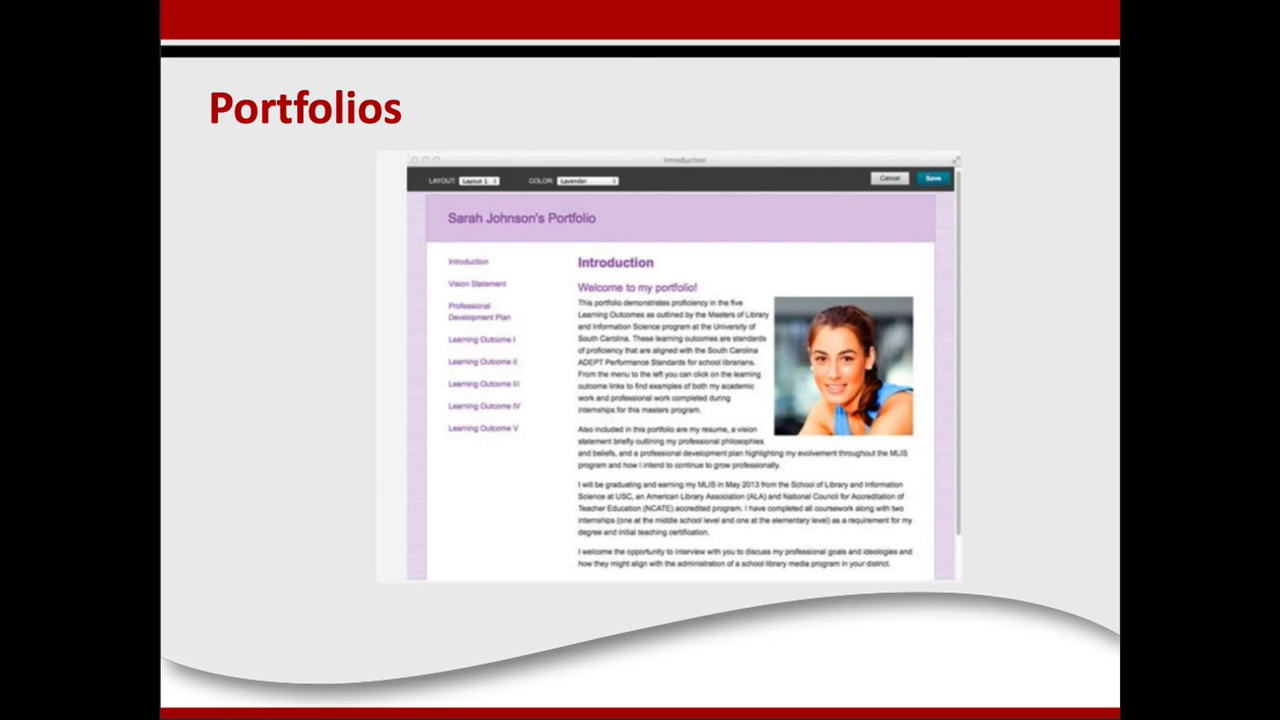 Portfolios
Introduction
LAYOUT: Layout 1 COLOR: Lavender Cancel Save
Sarah Johnson's Portfolio
Introduction
Vision Statement
Professional
Development Plan
Learning Outcome I
Learning Outcome II
Learning Outcome III
Learning Outcome IV
Learning Outcome V
Introduction
Welcome to my portfolio!
This portfolio demonstrates proficiency in the five
Learning Outcomes as outlined by the Masters of Library
and Information Science program at the University of
South Carolina. These learning outcomes are standards
of proficiency that are aligned with the South Carolina
ADEPT Performance Standards for school librarians.
From the menu to the left you can click on the learning
outcome links to find examples of both my academic
work and professional work completed during
internships for this masters program.
Also included in this portfolio are my resume, a vision
statement briefly outlining my professional philosophies
and beliefs, and a professional development plan highlighting my evolvement throughout the MLIS
program and how I intend to continue to grow professionally.
I will be graduating and earning my MLIS in May 2013 from the School of Library and Information
Science at USC, an American Library Association (ALA) and National Council for Accreditation of
Teacher Education (NCATE) accredited program. I have completed all coursework along with two
internships (one at the middle school level and one at the elementary level) as a requirement for my
degree and initial teaching certification.
I welcome the opportunity to interview with you to discuss my professional goals and ideologies and
how they might align with the administration of a school library media program in your district.